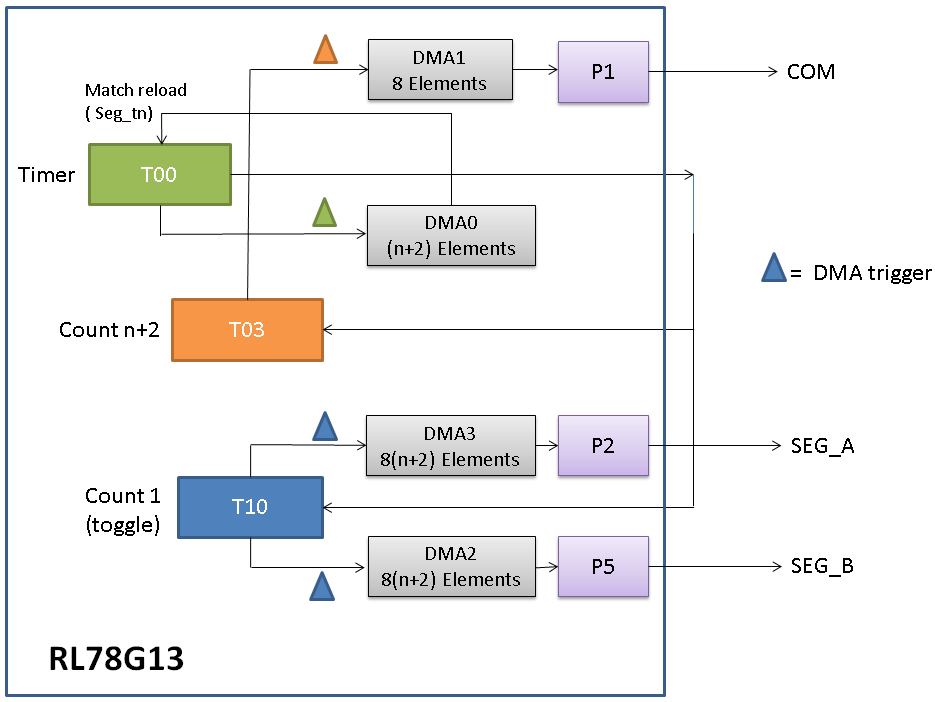 DMA1
8 Elements
P1
COM
Match reload
( Seg_tn)
Timer
T00
DMA0
(n+2) Elements
= DMA trigger
Count n+2
T03
DMA3
8(n+2) Elements
P2
SEG_A
Count 1
(toggle)
T10
DMA2
8(n+2) Elements
P5
SEG_B
RL78G13